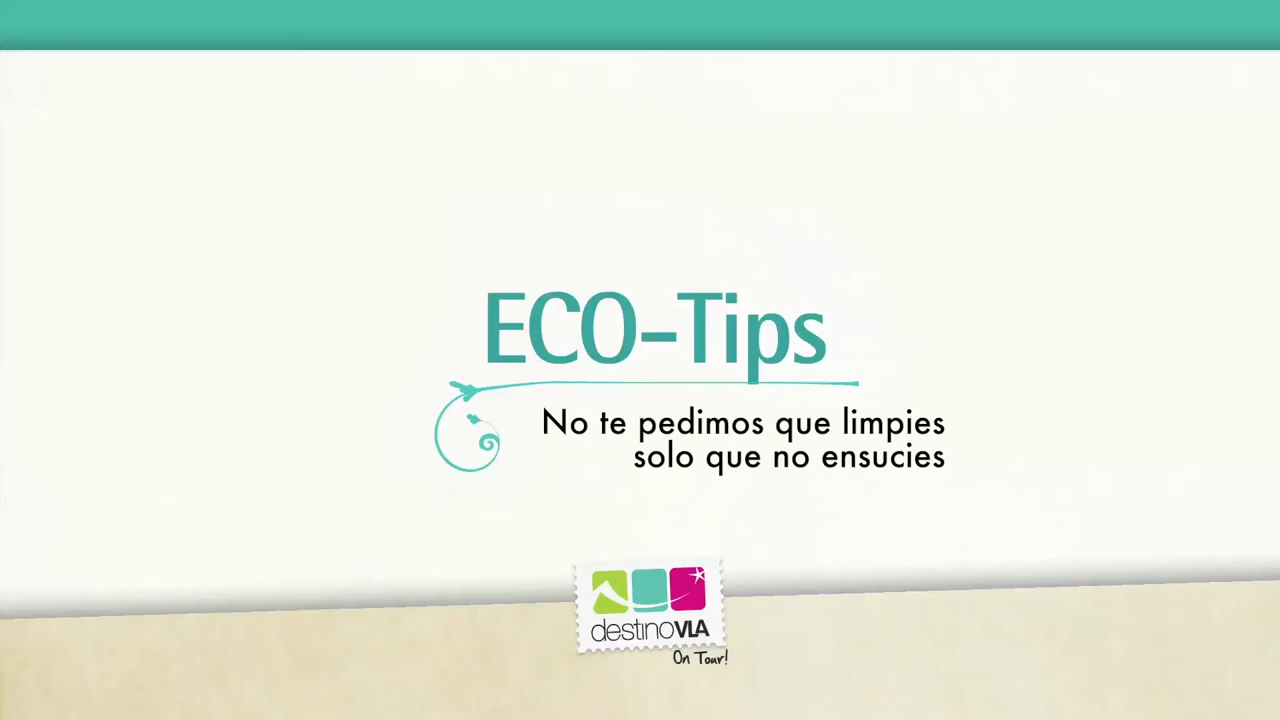 ECO-Tips
No te pedimos que limpies
solo que no ensucies
destinoVLA
On Tour!